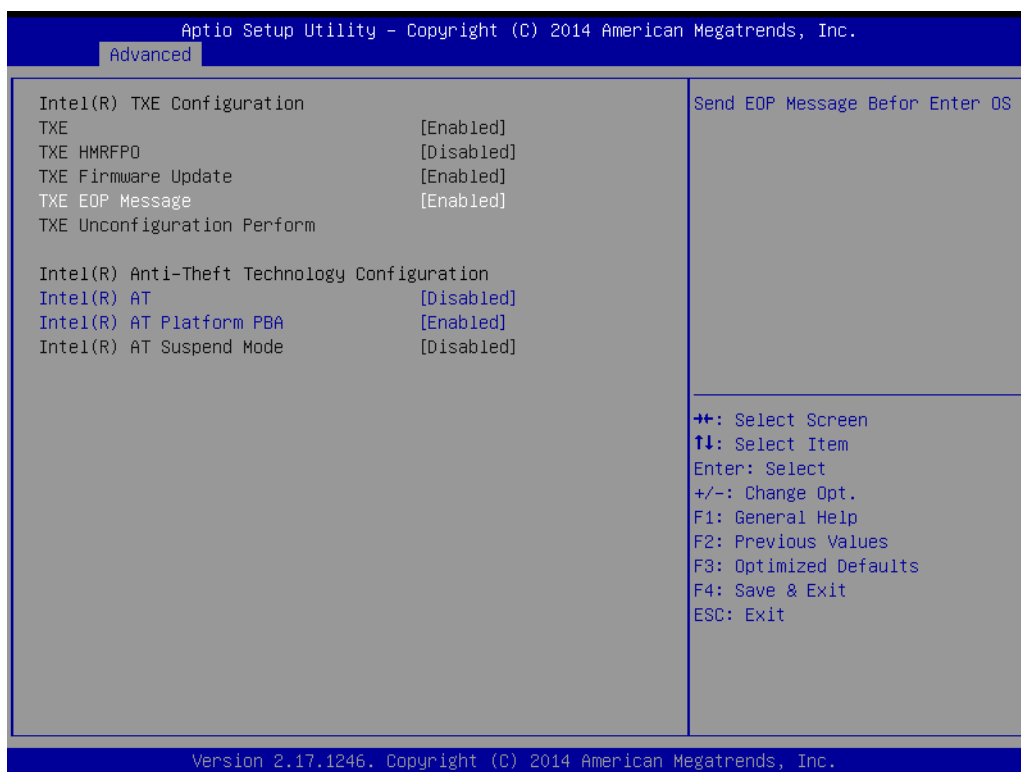 Aptio Setup Utility – Copyright (C) 2014 American Megatrends, Inc.
Advanced
Intel(R) TXE Configuration
TXE [Enabled]
TXE HMRFPO [Disabled]
TXE Firmware Update [Enabled]
TXE EOP Message [Enabled]
TXE Unconfiguration Perform
Intel(R) Anti-Theft Technology Configuration
Intel(R) AT [Disabled]
Intel(R) AT Platform PBA [Enabled]
Intel(R) AT Suspend Mode [Disabled]
Send EOP Message Befor Enter OS
→←: Select Screen
↑↓: Select Item
Enter: Select
+/-: Change Opt.
F1: General Help
F2: Previous Values
F3: Optimized Defaults
F4: Save & Exit
ESC: Exit
Version 2.17.1246. Copyright (C) 2014 American Megatrends, Inc.